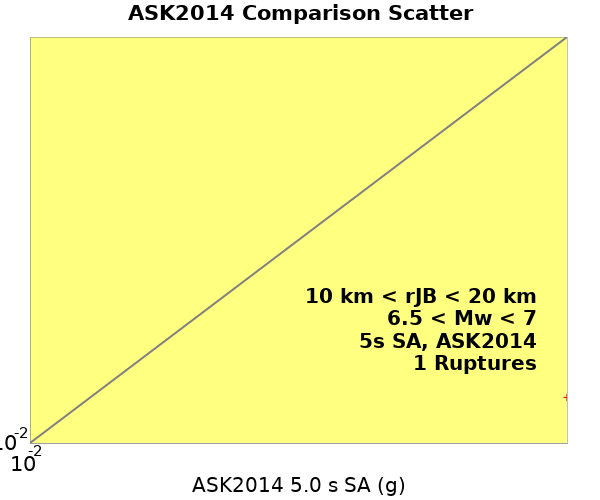 ASK2014 Comparison Scatter
10 km < rJB < 20 km
6.5 < Mw < 7
5s SA, ASK2014
1 Ruptures
10-2
10-2
ASK2014 5.0 s SA (g)